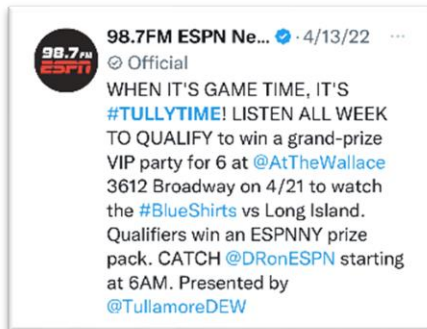 98.7FM
ESPN
98.7FM ESPN Ne... · 4/13/22 ...
Official
WHEN IT'S GAME TIME, IT'S
#TULLYTIME! LISTEN ALL WEEK
TO QUALIFY to win a grand-prize
VIP party for 6 at @AtTheWallace
3612 Broadway on 4/21 to watch
the #BlueShirts vs Long Island.
Qualifiers win an ESPNNY prize
pack. CATCH @DRonESPN starting
at 6AM. Presented by
@TullamoreDEW